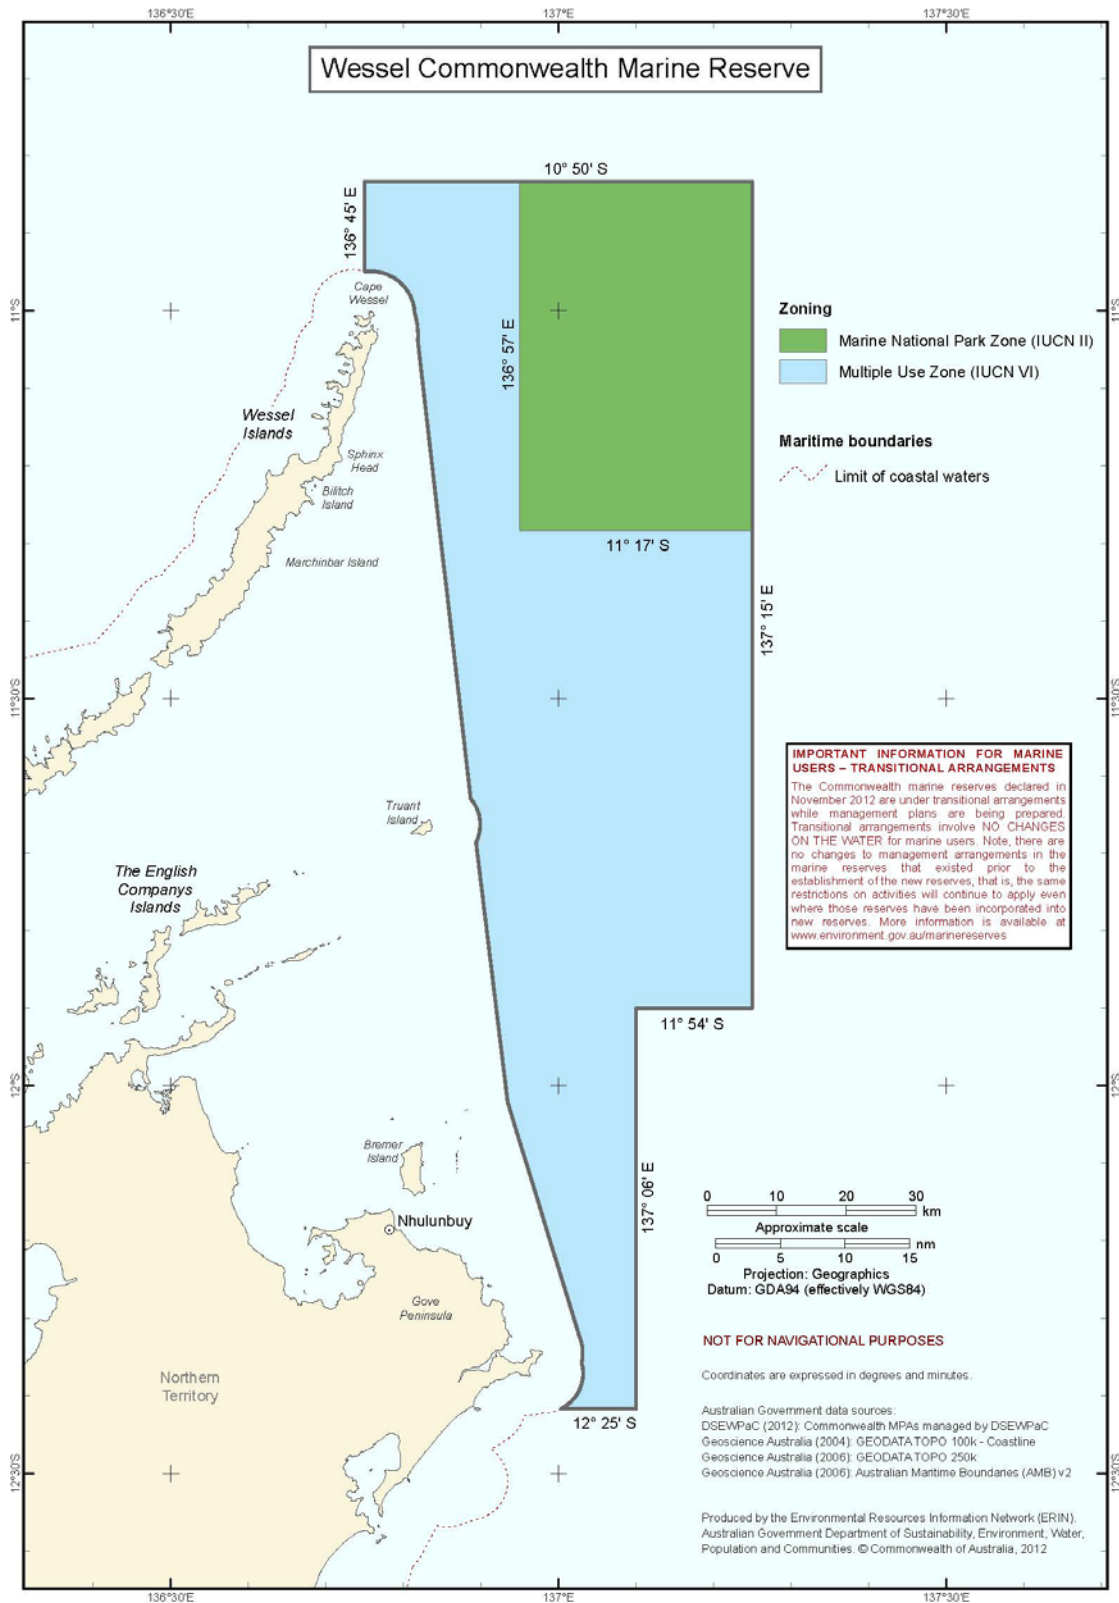 136°30'E
137°E
137°30'E
Wessel Commonwealth Marine Reserve
10° 50' S
136° 45' E
Cape
Wessel
11°S
11°S
136° 57' E
Zoning
Marine National Park Zone (IUCN II)
Multiple Use Zone (IUCN VI)
Wessel
Islands
Maritime boundaries
Limit of coastal waters
Sphinx
Head
Bilitch
Island
11° 17' S
Marchinbar Island
137° 15' E
11°30'S
11°30'S
IMPORTANT INFORMATION FOR MARINE
USERS – TRANSITIONAL ARRANGEMENTS
The Commonwealth marine reserves declared in
November 2012 are under transitional arrangements
while management plans are being prepared.
Transitional arrangements involve NO CHANGES
ON THE WATER for marine users. Note, there are
no changes to management arrangements in the
marine reserves that existed prior to the
establishment of the new reserves, that is, the same
restrictions on activities will continue to apply even
where those reserves have been incorporated into
new reserves. More information is available at
www.environment.gov.au/marinereserves
Truant
Island
The English
Companys
Islands
11° 54' S
12°S
12°S
Bremer
Island
137° 06' E
Nhulunbuy
0 10 20 30 km
Approximate scale
0 5 10 15 nm
Projection: Geographics
Datum: GDA94 (effectively WGS84)
Gove
Peninsula
NOT FOR NAVIGATIONAL PURPOSES
Northern
Territory
Coordinates are expressed in degrees and minutes.
12° 25' S
Australian Government data sources:
DSEWPaC (2012): Commonwealth MPAs managed by DSEWPaC
Geoscience Australia (2004): GEODATA TOPO 100k - Coastline
Geoscience Australia (2006): GEODATA TOPO 250k
Geoscience Australia (2006): Australian Maritime Boundaries (AMB) v2
12°30'S
12°30'S
Produced by the Environmental Resources Information Network (ERIN).
Australian Government Department of Sustainability, Environment, Water,
Population and Communities. © Commonwealth of Australia, 2012
136°30'E
137°E
137°30'E